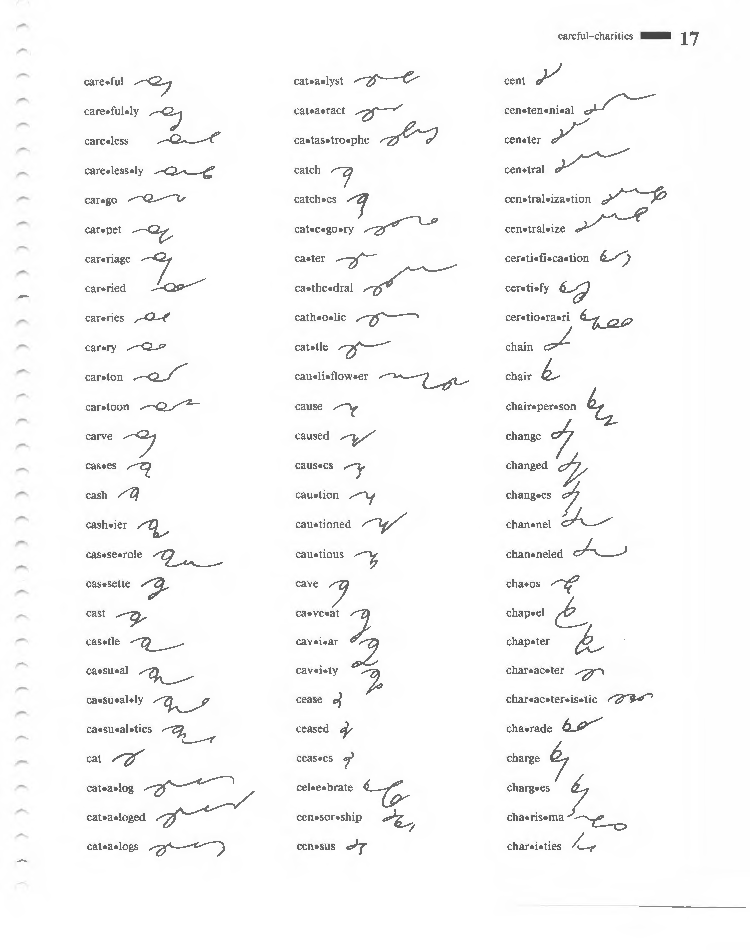 careful–charities 17
care•ful
care•ful•ly
care•less
care•less•ly
car•go
car•pet
car•riage
car•ried
car•ries
car•ry
car•ton
car•toon
carve
cas•es
cash
cash•ier
cas•se•role
cas•sette
cast
cas•tle
ca•su•al
ca•su•al•ly
ca•su•al•ties
cat
cat•a•log
cat•a•loged
cat•a•logs
cat•a•lyst
cat•a•ract
ca•tas•tro•phe
catch
catch•es
cat•e•go•ry
ca•ter
ca•the•dral
cath•o•lic
cat•tle
cau•li•flow•er
cause
caused
caus•es
cau•tion
cau•tioned
cau•tious
cave
ca•ve•at
cav•i•ar
cav•i•ty
cease
ceased
ceas•es
cel•e•brate
cen•sor•ship
cen•sus
cent
cen•ten•ni•al
cen•ter
cen•tral
cen•tral•iza•tion
cen•tral•ize
cer•ti•fi•ca•tion
cer•ti•fy
cer•tio•ra•ri
chain
chair
chair•per•son
change
changed
chang•es
chan•nel
chan•neled
cha•os
chap•el
chap•ter
char•ac•ter
char•ac•ter•is•tic
cha•rade
charge
charg•es
cha•ris•ma
char•i•ties